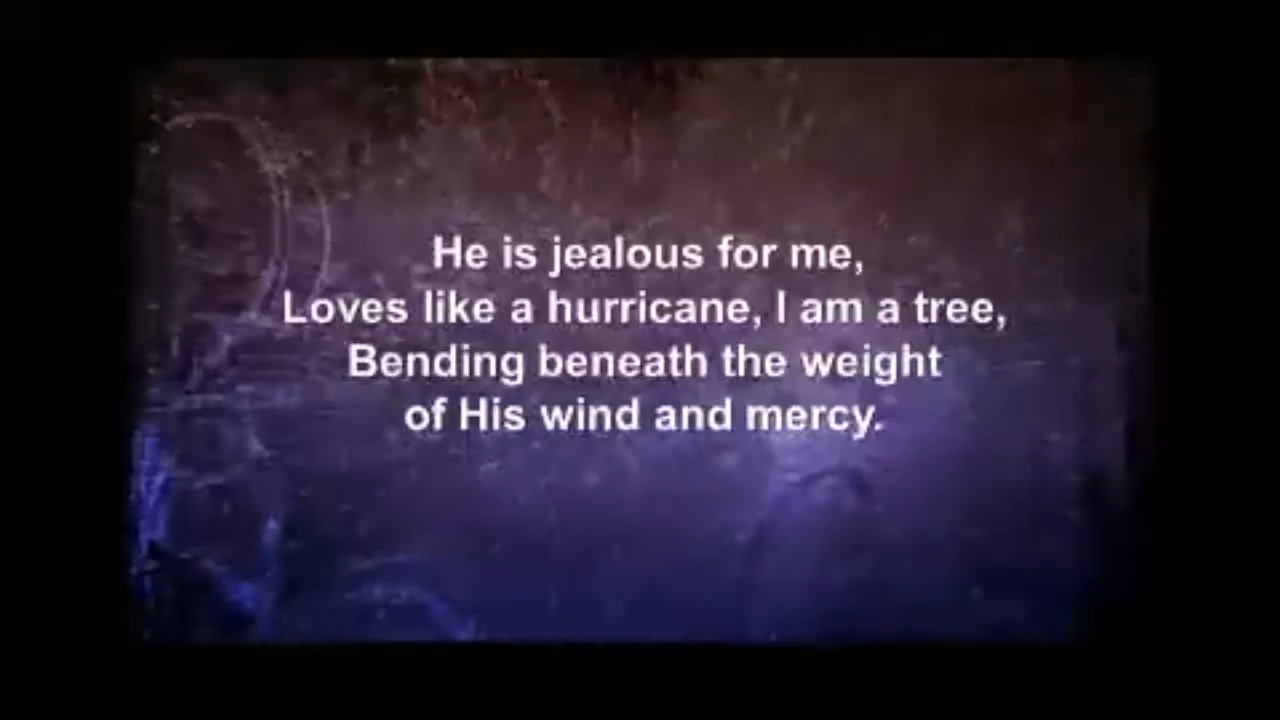 He is jealous for me,
Loves like a hurricane, I am a tree,
Bending beneath the weight
of His wind and mercy.